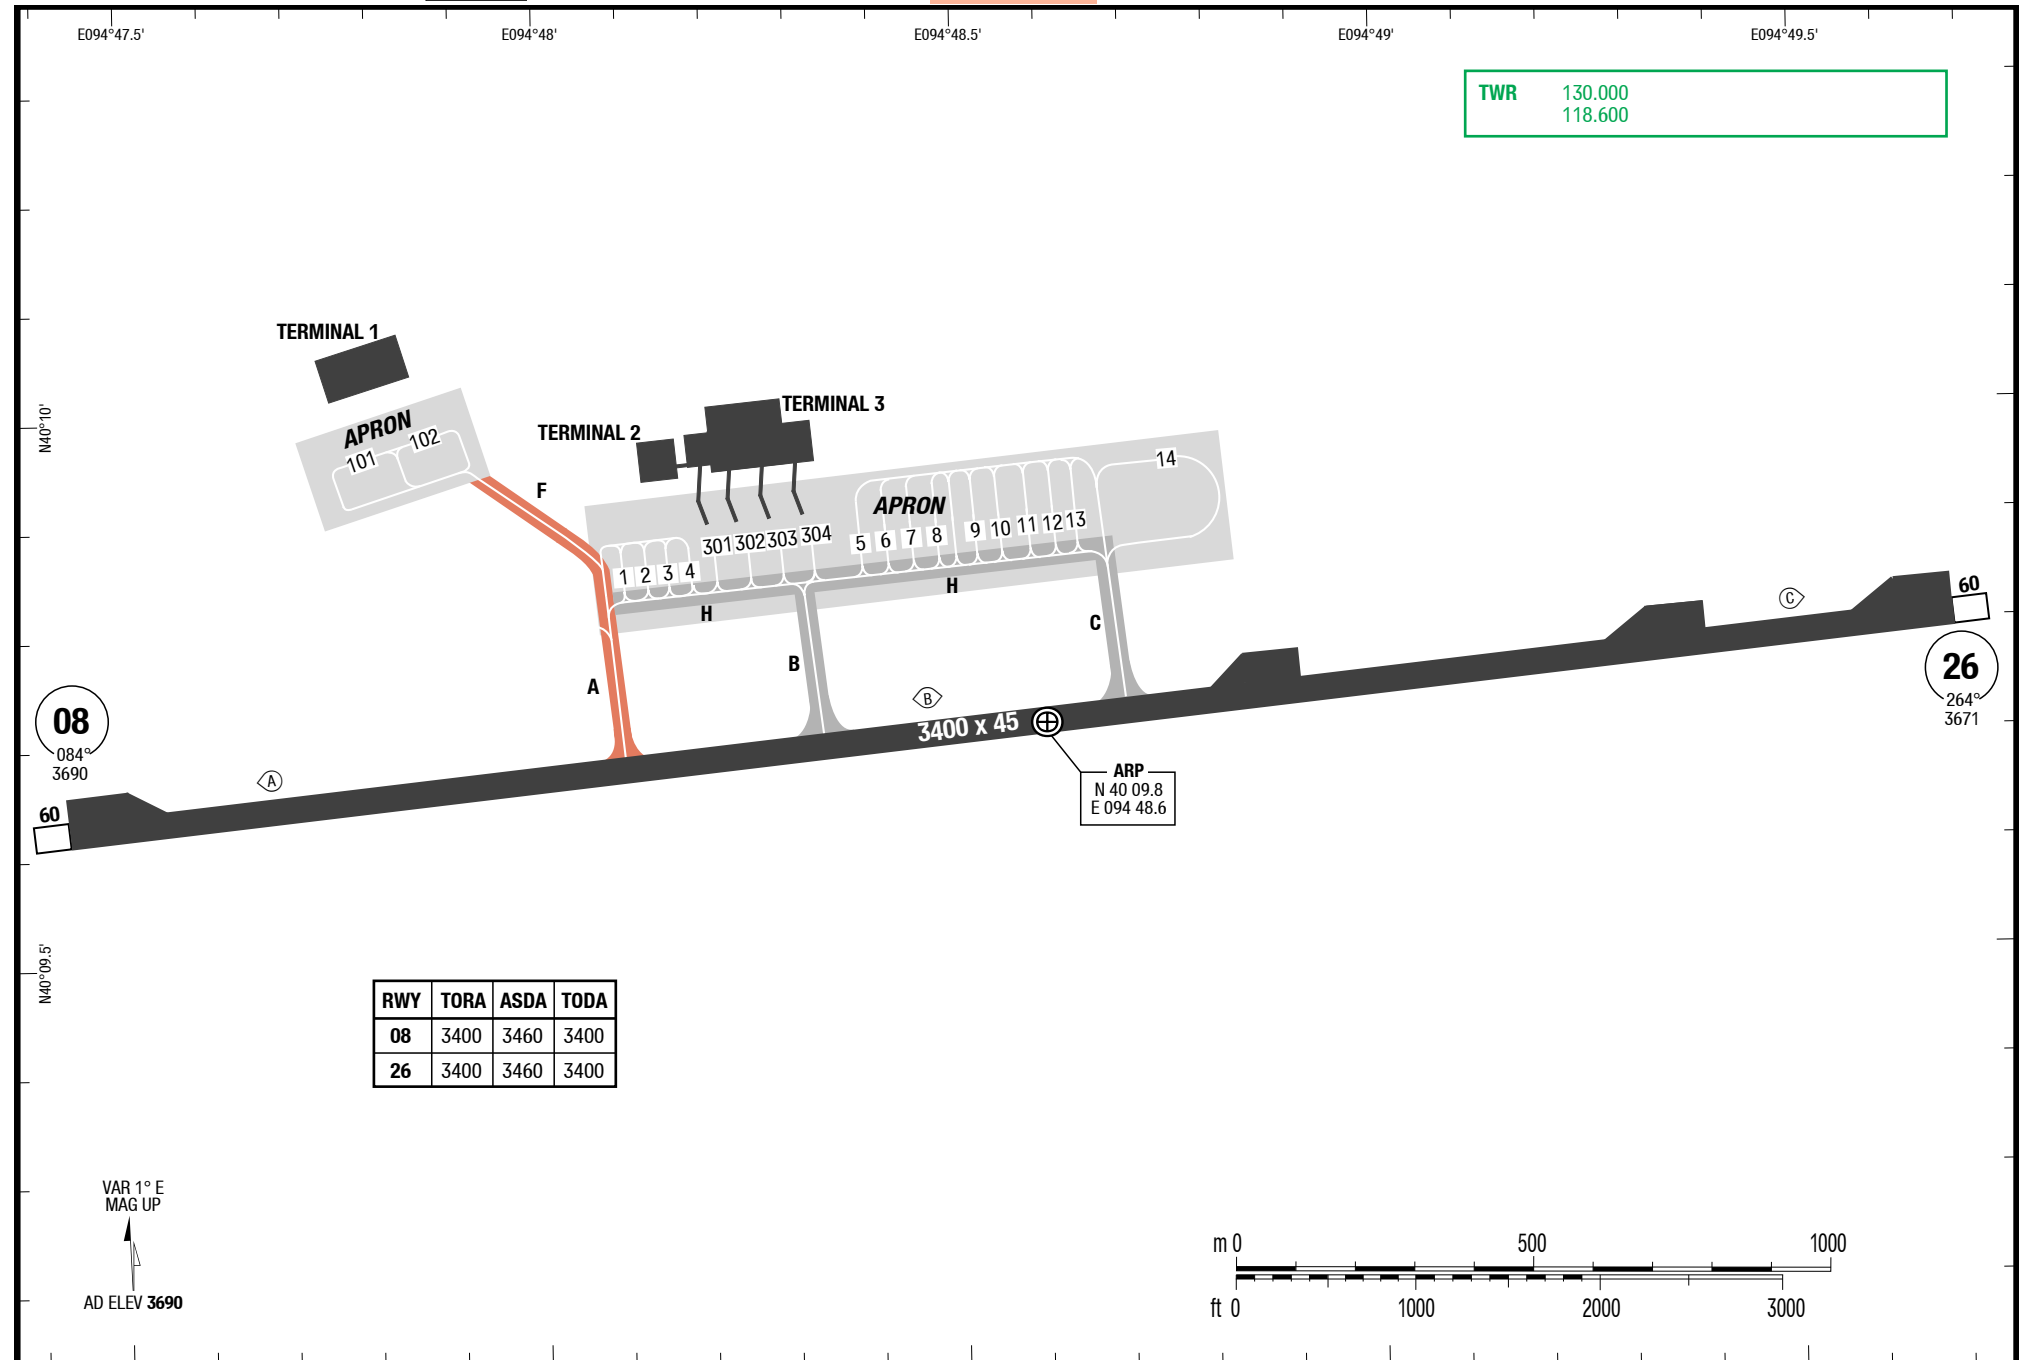 E094°47.5'
E094°48'
E094°48.5'
E094°49'
E094°49.5'
TWR 130.000
118.600
TERMINAL 1
TERMINAL 3
TERMINAL 2
N40°10'
APRON
101
102
F
14
APRON
301 302 303 304
5 6 7 8 9 10 11 12 13
1 2 3 4
H
H
C
B
A
60
C
B
26
264°
3671
08
084°
3690
3400 x 45
A
60
ARP
N 40 09.8
E 094 48.6
N40°09.5'
RWY TORA ASDA TODA
08 3400 3460 3400
26 3400 3460 3400
VAR 1° E
MAG UP
AD ELEV 3690
m 0 500 1000
ft 0 1000 2000 3000